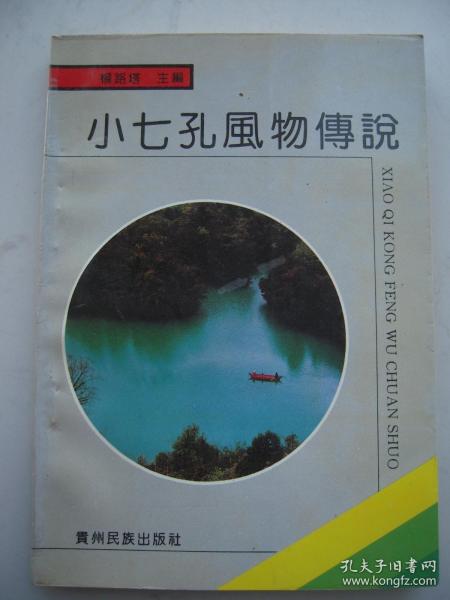 楊路塔 主編
小七孔風物傳說
XIAO QI KONG FENG WU CHUAN SHUO
貴州民族出版社
孔夫子旧书网
www.kongfz.com